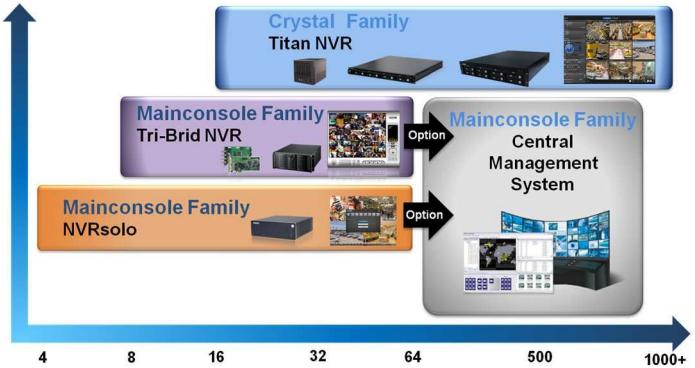 Crystal Family
Titan NVR
Mainconsole Family
Tri-Brid NVR
Option
Mainconsole Family
Central
Management
System
Mainconsole Family
NVRsolo
Option
4 8 16 32 64 500 1000+